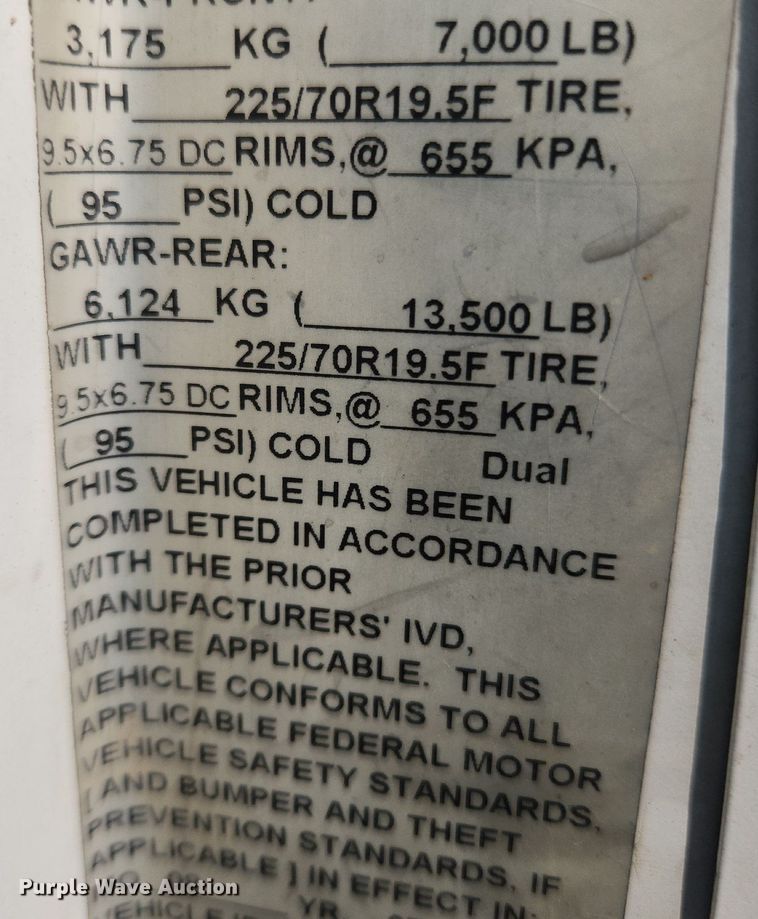 3,175 KG ( 7,000 LB)
WITH 225/70R19.5F TIRE,
9.5x6.75 DC RIMS,@ 655 KPA,
( 95 PSI) COLD
GAWR-REAR:
6,124 KG ( 13,500 LB)
WITH 225/70R19.5F TIRE,
9.5x6.75 DC RIMS,@ 655 KPA,
( 95 PSI) COLD Dual
THIS VEHICLE HAS BEEN
COMPLETED IN ACCORDANCE
WITH THE PRIOR
MANUFACTURERS' IVD,
WHERE APPLICABLE. THIS
VEHICLE CONFORMS TO ALL
APPLICABLE FEDERAL MOTOR
VEHICLE SAFETY STANDARDS,
[ AND BUMPER AND THEFT
PREVENTION STANDARDS, IF
APPLICABLE ] IN EFFECT IN:
YR.
VEHICLE
Purple Wave Auction